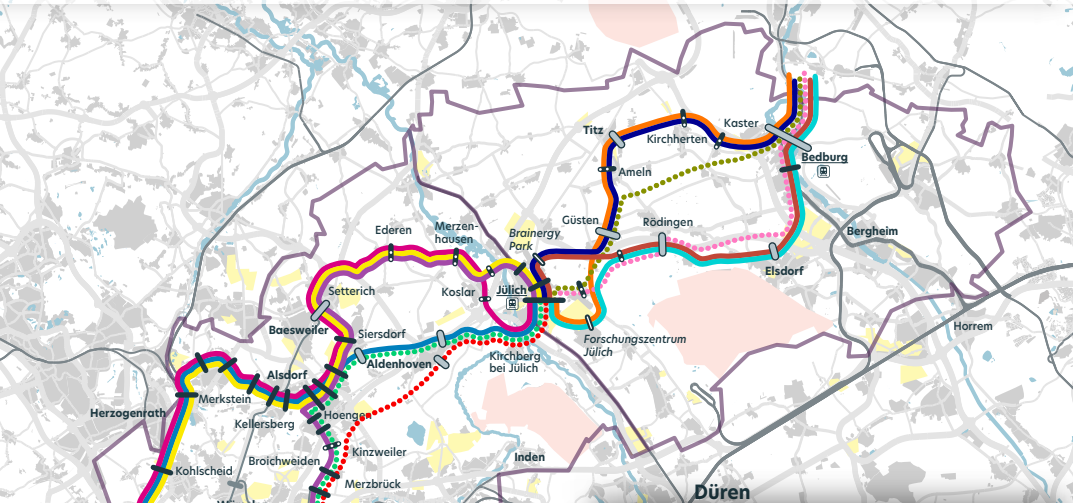 Titz
Kirchherten
Kaster
Bedburg
Ameln
Güsten
Rödingen
Bergheim
Brainergy
Park
Elsdorf
Ederen
Merzen-
hausen
Koslar
Jülich
Setterich
Baesweiler
Siersdorf
Aldenhoven
Kirchberg
bei Jülich
Forschungszentrum
Jülich
Horrem
Alsdorf
Merkstein
Herzogenrath
Kellersberg
Hoengen
Broichweiden
Kinzweiler
Inden
Kohlscheid
Merzbrück
Düren